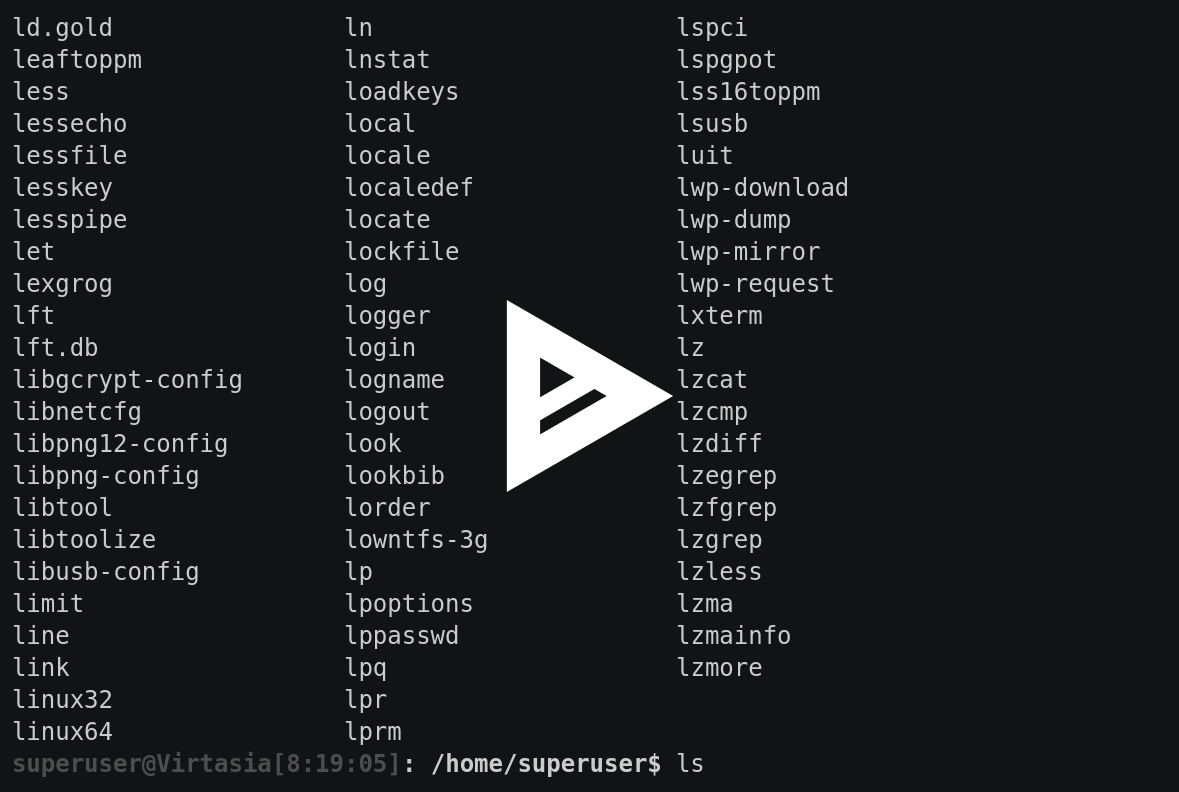 ld.gold ln lspci
leaftoppm lnstat lspgpot
less loadkeys lss16toppm
lessecho local lsusb
lessfile locale luit
lesskey localedef lwp-download
lesspipe locate lwp-dump
let lockfile lwp-mirror
lexgrog log lwp-request
lft logger lxterm
lft.db login lz
libgcrypt-config logname lzcat
libnetcfg logout lzcmp
libpng12-config look lzdiff
libpng-config lookbib lzegrep
libtool lorder lzfgrep
libtoolize lowntfs-3g lzgrep
libusb-config lp lzless
limit lpoptions lzma
line lppasswd lzmainfo
link lpq lzmore
linux32 lpr
linux64 lprm
superuser@Virtasia[8:19:05]: /home/superuser$ ls